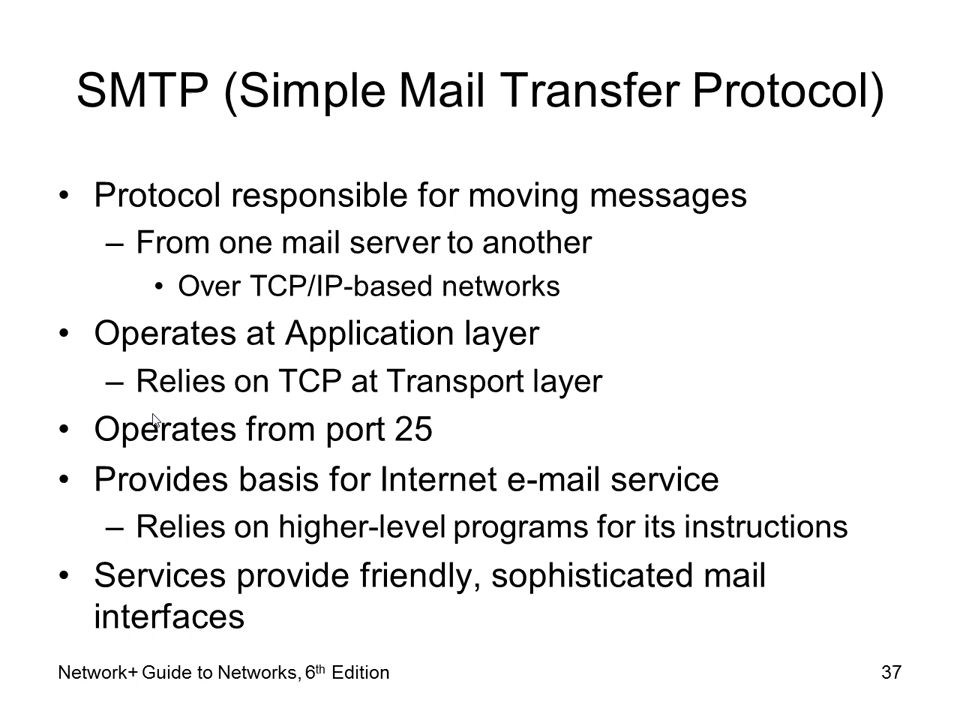 SMTP (Simple Mail Transfer Protocol)
• Protocol responsible for moving messages
– From one mail server to another
• Over TCP/IP-based networks
• Operates at Application layer
– Relies on TCP at Transport layer
• Operates from port 25
• Provides basis for Internet e-mail service
– Relies on higher-level programs for its instructions
• Services provide friendly, sophisticated mail
interfaces
Network+ Guide to Networks, 6th Edition 37